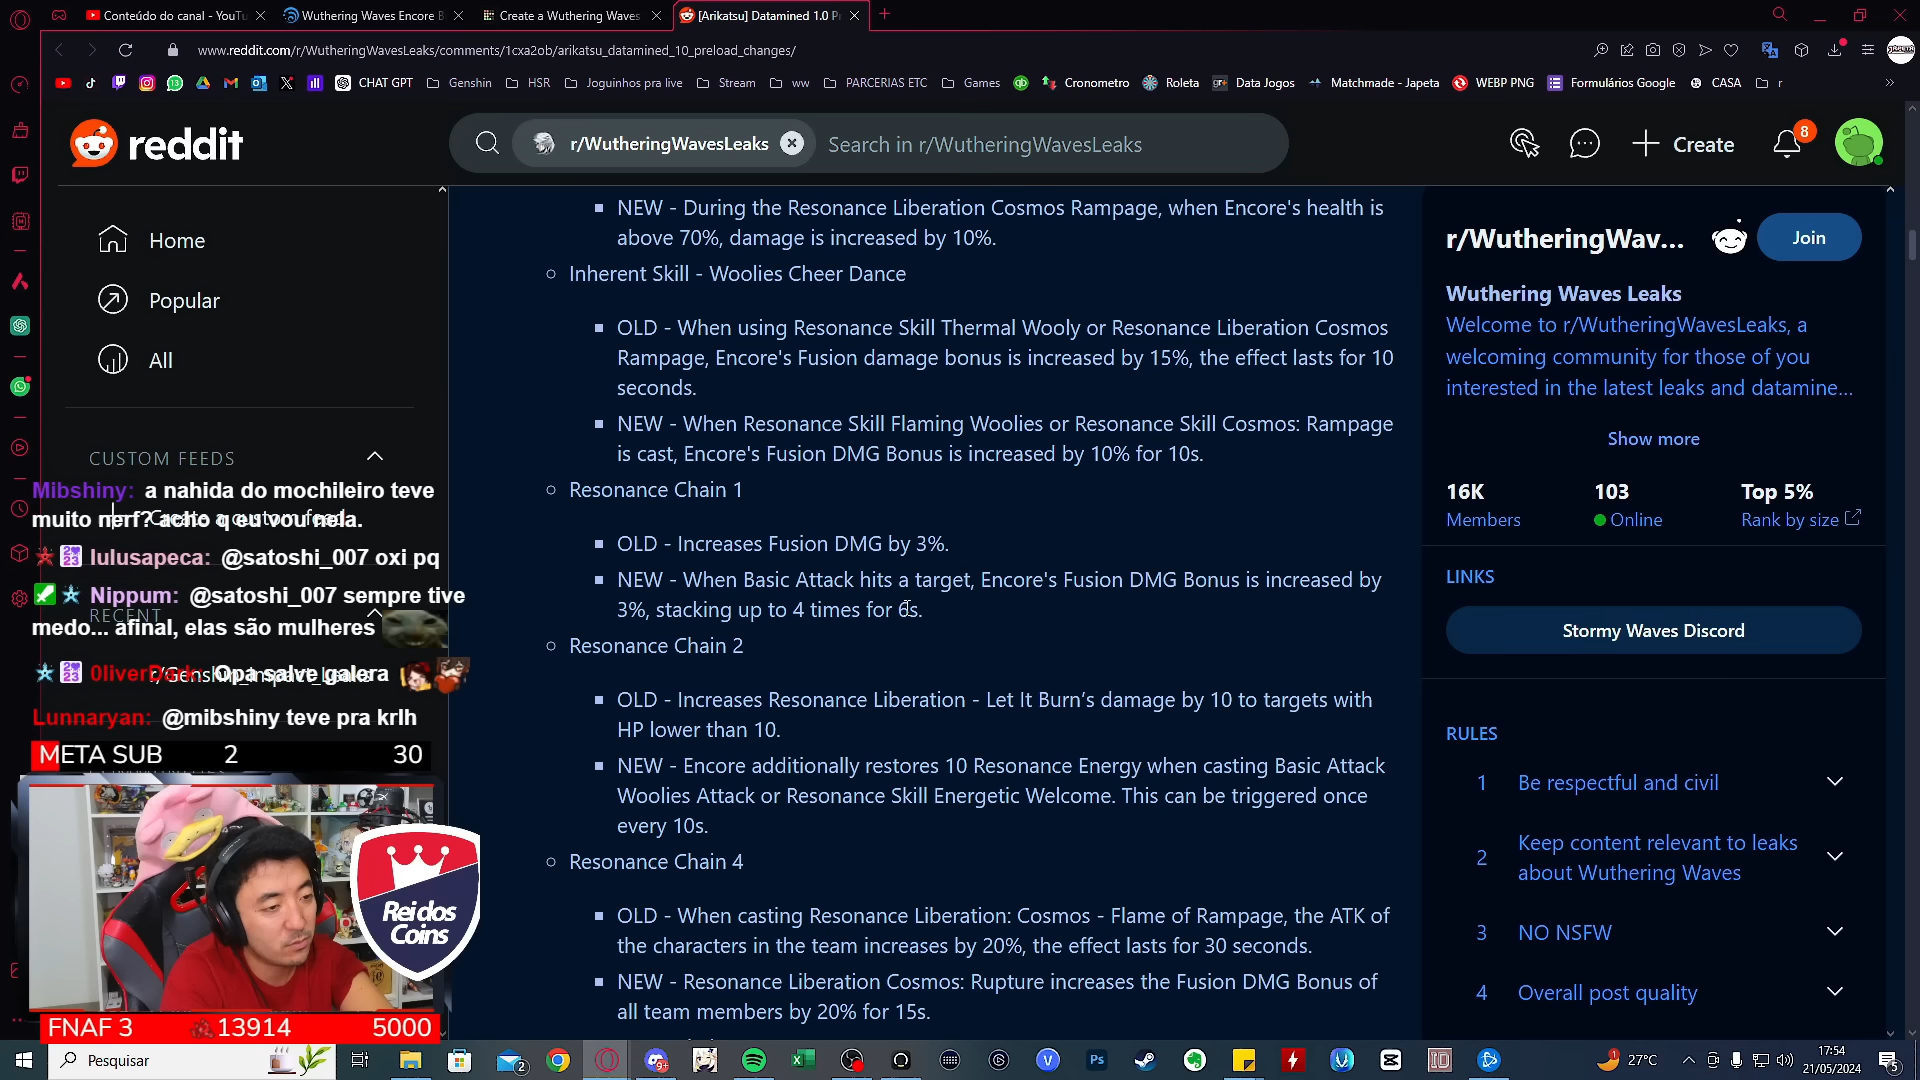 Conteúdo do canal - YouTu
Wuthering Waves Encore B
Create a Wuthering Waves
[Arikatsu] Datamined 1.0 P
www.reddit.com/r/WutheringWavesLeaks/comments/1cxa2ob/arikatsu_datamined_10_preload_changes/
CHAT GPT
Genshin
HSR
Joguinhos pra live
Stream
ww
PARCERIAS ETC
Games
Cronometro
Roleta
Data Jogos
Matchmade - Japeta
WEBP PNG
Formulários Google
CASA
r
reddit
r/WutheringWavesLeaks
Search in r/WutheringWavesLeaks
Create
8
Home
Popular
All
CUSTOM FEEDS
Create a custom feed
RECENT
r/Genshin_Impact_Leaks
Mibshiny: a nahida do mochileiro teve
muito nerf? acho q eu vou nela.
lulusapeca: @satoshi_007 oxi pq
Nippum: @satoshi_007 sempre tive
medo... afinal, elas são mulheres
0liverDark: Opa salve galera
Lunnaryan: @mibshiny teve pra krlh
META SUB 2 30
Rei dos
Coins
FNAF 3 13914 5000
NEW - During the Resonance Liberation Cosmos Rampage, when Encore's health is
above 70%, damage is increased by 10%.
Inherent Skill - Woolies Cheer Dance
OLD - When using Resonance Skill Thermal Wooly or Resonance Liberation Cosmos
Rampage, Encore's Fusion damage bonus is increased by 15%, the effect lasts for 10
seconds.
NEW - When Resonance Skill Flaming Woolies or Resonance Skill Cosmos: Rampage
is cast, Encore's Fusion DMG Bonus is increased by 10% for 10s.
Resonance Chain 1
OLD - Increases Fusion DMG by 3%.
NEW - When Basic Attack hits a target, Encore's Fusion DMG Bonus is increased by
3%, stacking up to 4 times for 6s.
Resonance Chain 2
OLD - Increases Resonance Liberation - Let It Burn’s damage by 10 to targets with
HP lower than 10.
NEW - Encore additionally restores 10 Resonance Energy when casting Basic Attack
Woolies Attack or Resonance Skill Energetic Welcome. This can be triggered once
every 10s.
Resonance Chain 4
OLD - When casting Resonance Liberation: Cosmos - Flame of Rampage, the ATK of
the characters in the team increases by 20%, the effect lasts for 30 seconds.
NEW - Resonance Liberation Cosmos: Rupture increases the Fusion DMG Bonus of
all team members by 20% for 15s.
r/WutheringWav...
Join
Wuthering Waves Leaks
Welcome to r/WutheringWavesLeaks, a
welcoming community for those of you
interested in the latest leaks and datamine...
Show more
16K 103 Top 5%
Members Online Rank by size
LINKS
Stormy Waves Discord
RULES
1 Be respectful and civil
2 Keep content relevant to leaks
about Wuthering Waves
3 NO NSFW
4 Overall post quality
Pesquisar
27°C
17:54
21/05/2024